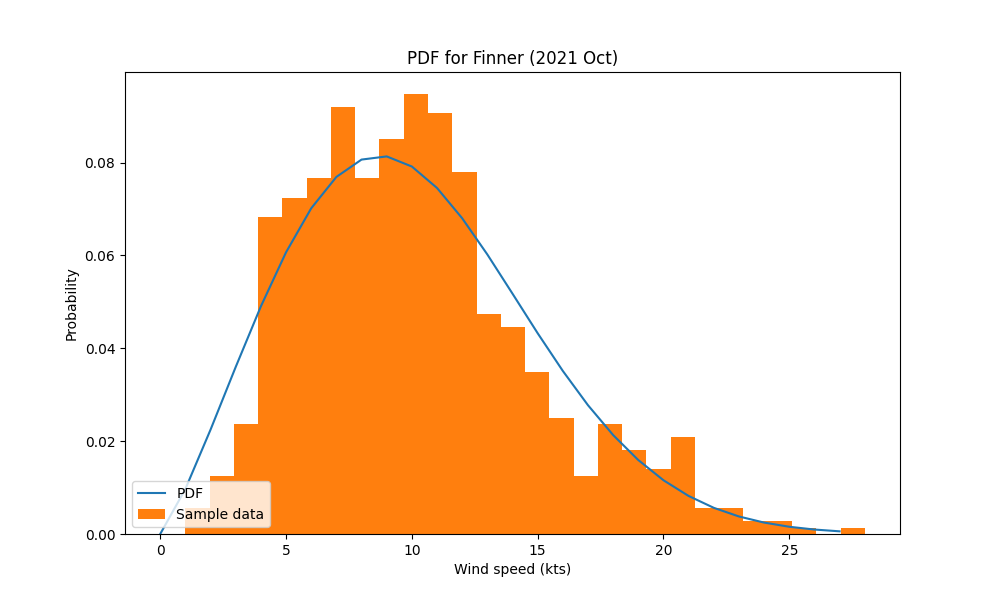 PDF for Finner (2021 Oct)
Probability
0.08
0.06
0.04
0.02
0.00
PDF
Sample data
0 5 10 15 20 25
Wind speed (kts)